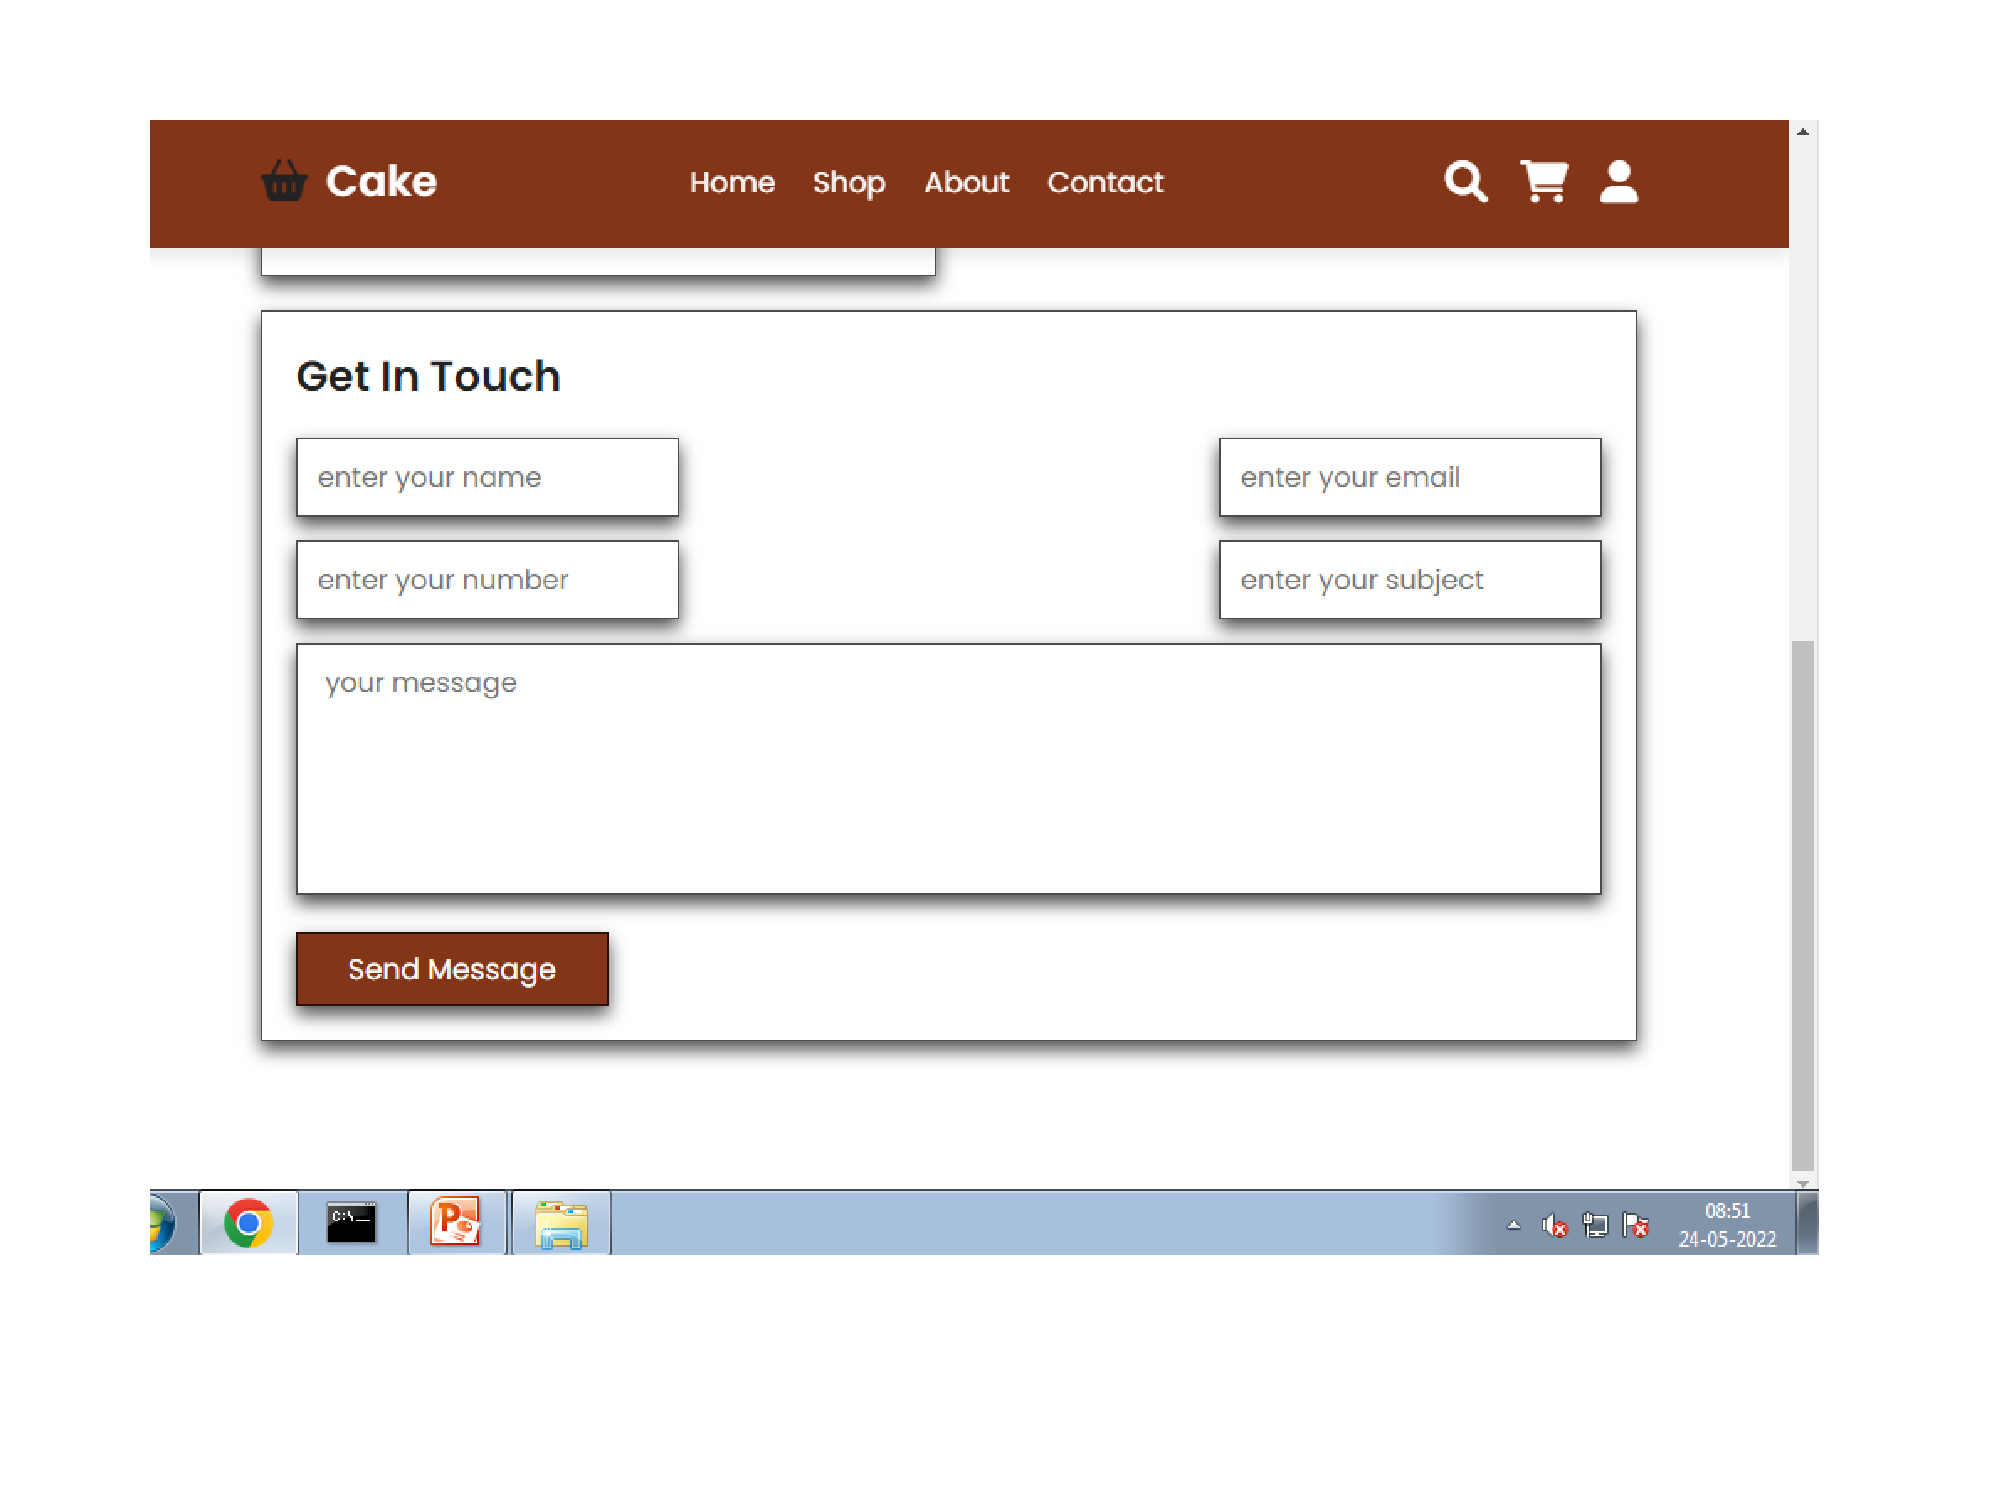 Cake
Home Shop About Contact
Get In Touch
enter your name
enter your email
enter your number
enter your subject
your message
Send Message
C:\_
08:51
24-05-2022